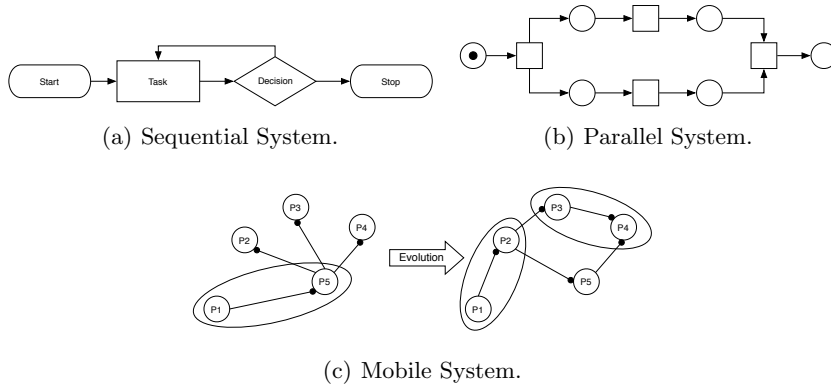 Start
Task
Decision
Stop
(a) Sequential System.
(b) Parallel System.
P3
P4
P2
P5
P1
Evolution
P3
P4
P2
P5
P1
(c) Mobile System.